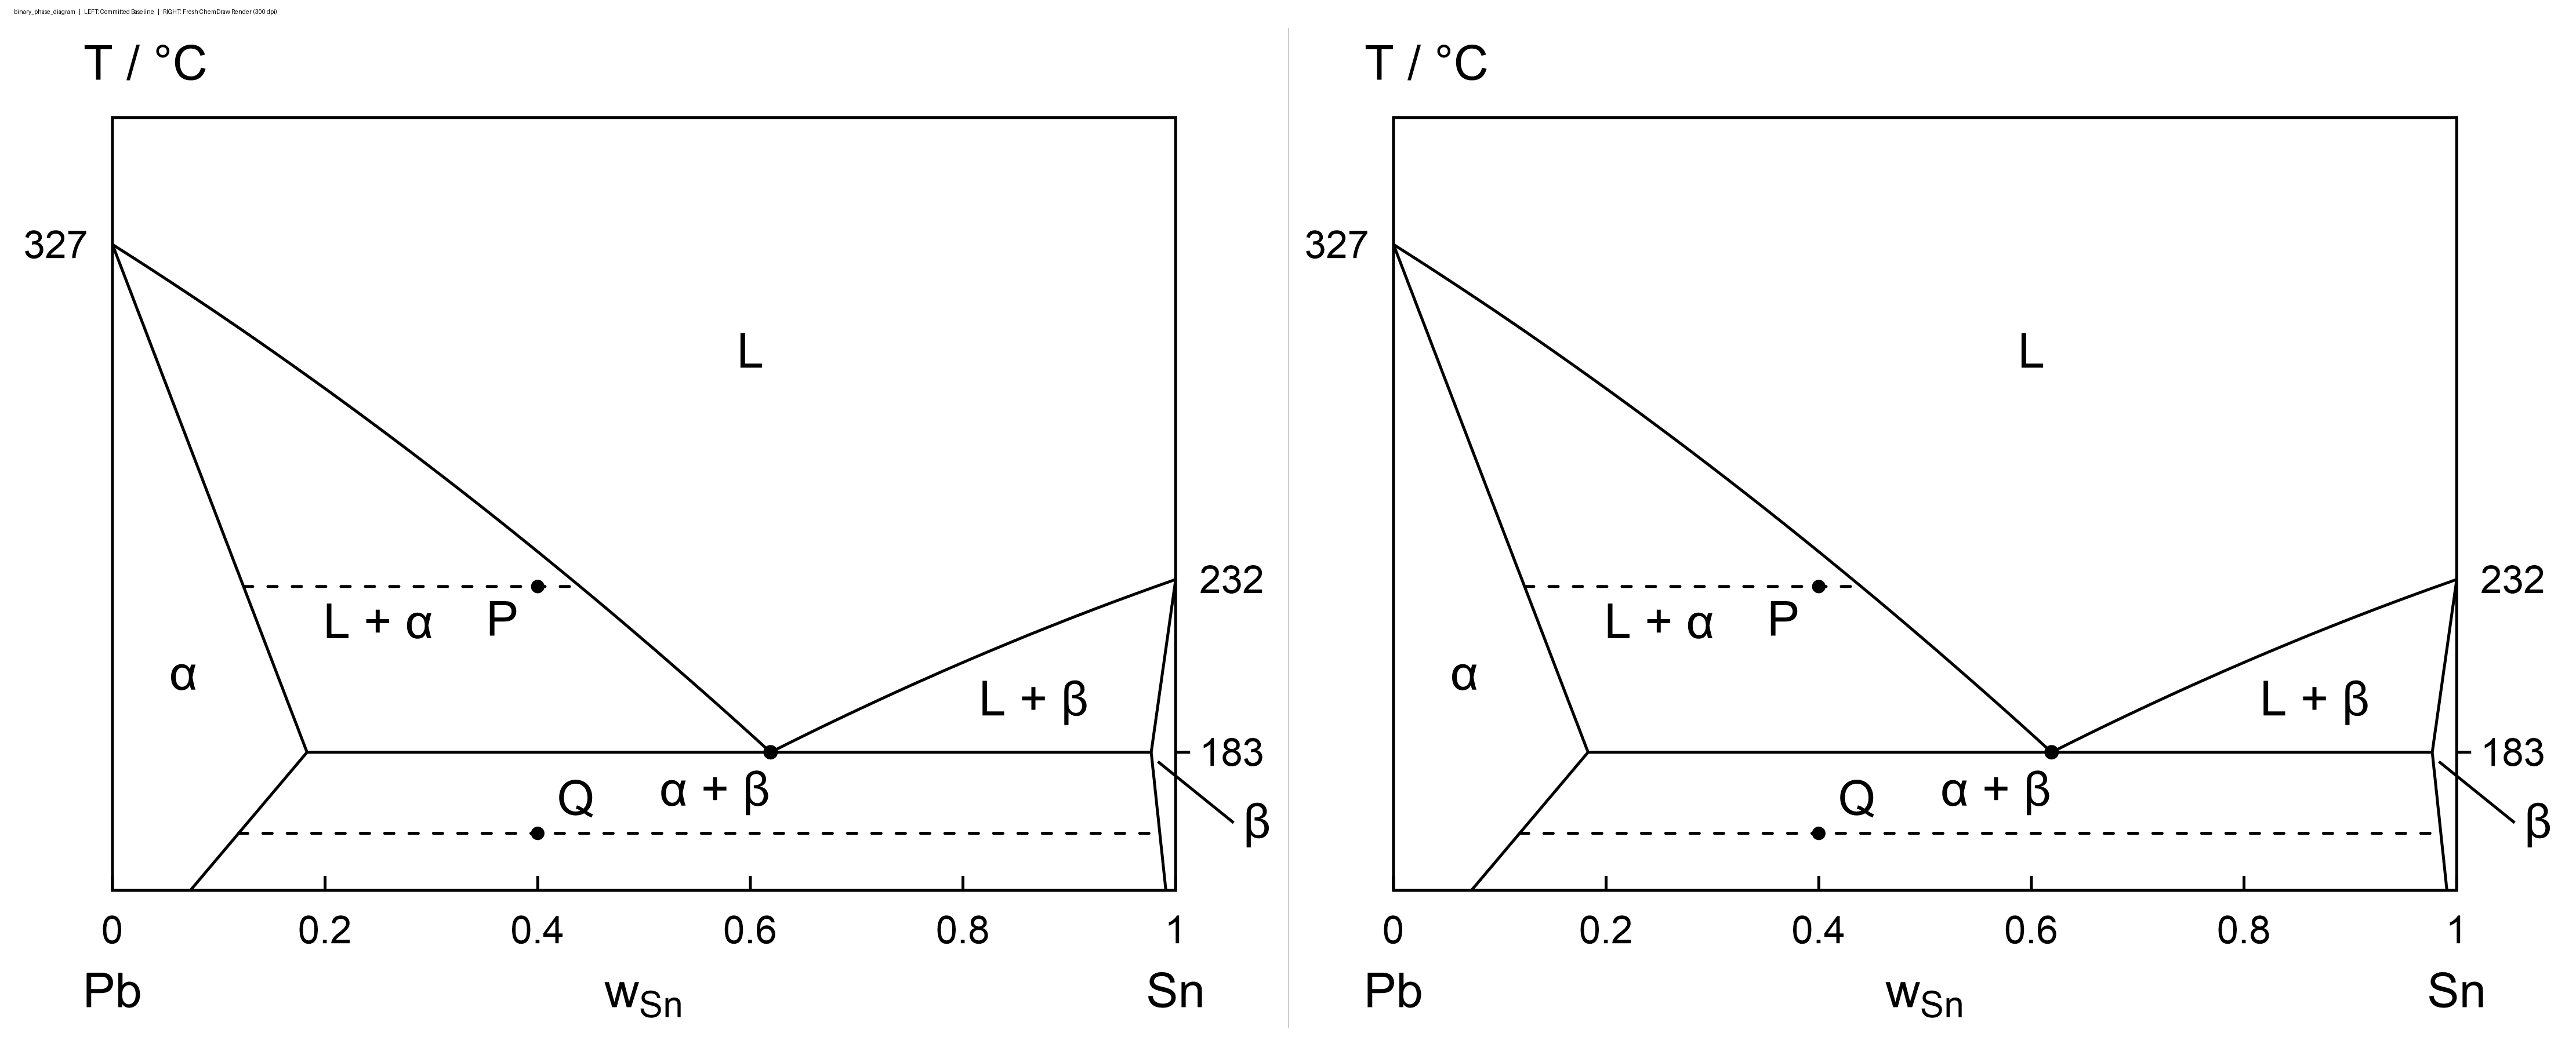 binary_phase_diagram | LEFT: Committed Baseline | RIGHT: Fresh ChemDraw Render (300 dpi)
T / °C
327
L
232
L + α
P
α
L + β
183
Q
α + β
β
0
0.2
0.4
0.6
0.8
1
Pb
w_Sn
Sn
T / °C
327
L
232
L + α
P
α
L + β
183
Q
α + β
β
0
0.2
0.4
0.6
0.8
1
Pb
w_Sn
Sn